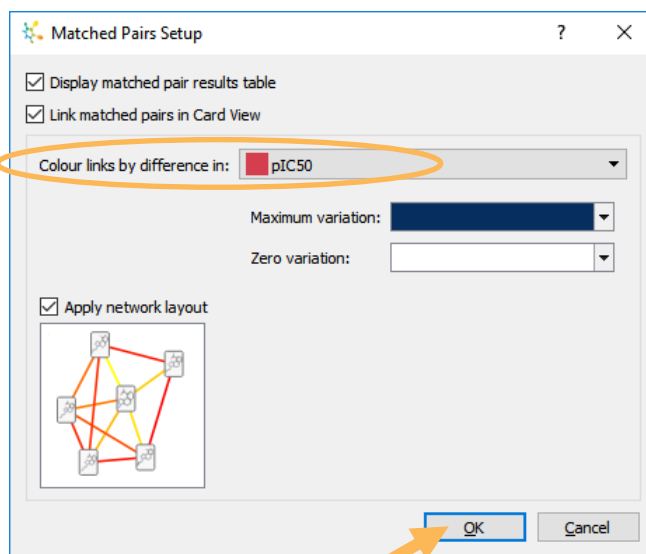 Matched Pairs Setup ?
Display matched pair results table
Link matched pairs in Card View
Colour links by difference in: pIC50
Maximum variation:
Zero variation:
Apply network layout
OK Cancel